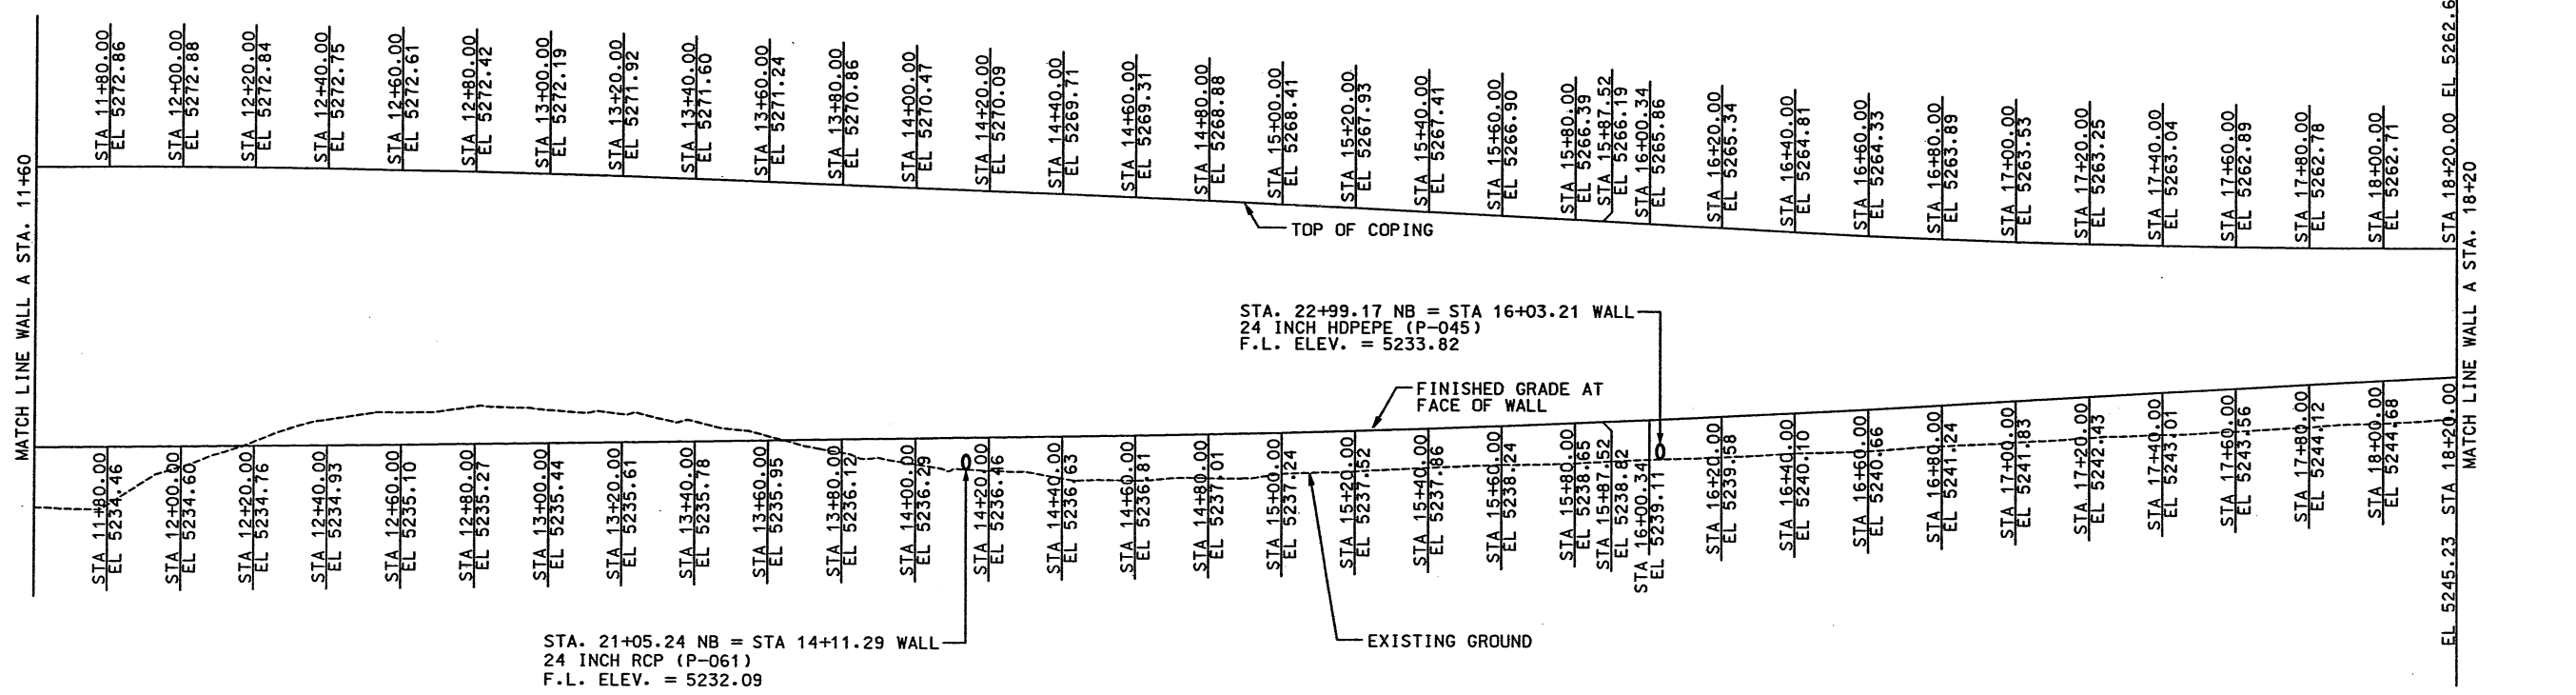 MATCH LINE WALL A STA. 11+60
STA 11+80.00
EL 5272.86
STA 12+00.00
EL 5272.88
STA 12+20.00
EL 5272.84
STA 12+40.00
EL 5272.75
STA 12+60.00
EL 5272.61
STA 12+80.00
EL 5272.42
STA 13+00.00
EL 5272.19
STA 13+20.00
EL 5271.92
STA 13+40.00
EL 5271.60
STA 13+60.00
EL 5271.24
STA 13+80.00
EL 5270.86
STA 14+00.00
EL 5270.47
STA 14+20.00
EL 5270.09
STA 14+40.00
EL 5269.71
STA 14+60.00
EL 5269.31
STA 14+80.00
EL 5268.88
STA 15+00.00
EL 5268.41
STA 15+20.00
EL 5267.93
STA 15+40.00
EL 5267.41
STA 15+60.00
EL 5266.90
STA 15+80.00
EL 5266.39
STA 15+87.52
EL 5266.19
STA 16+00.34
EL 5265.86
STA 16+20.00
EL 5265.34
STA 16+40.00
EL 5264.81
STA 16+60.00
EL 5264.33
STA 16+80.00
EL 5263.89
STA 17+00.00
EL 5263.53
STA 17+20.00
EL 5263.25
STA 17+40.00
EL 5263.04
STA 17+60.00
EL 5262.89
STA 17+80.00
EL 5262.78
STA 18+00.00
EL 5262.71
STA 18+20.00 EL 5262.6
MATCH LINE WALL A STA. 18+20
TOP OF COPING
STA. 22+99.17 NB = STA 16+03.21 WALL
24 INCH HDPEPE (P-045)
F.L. ELEV. = 5233.82
FINISHED GRADE AT
FACE OF WALL
STA 11+80.00
EL 5234.46
STA 12+00.00
EL 5234.60
STA 12+20.00
EL 5234.76
STA 12+40.00
EL 5234.93
STA 12+60.00
EL 5235.10
STA 12+80.00
EL 5235.27
STA 13+00.00
EL 5235.44
STA 13+20.00
EL 5235.61
STA 13+40.00
EL 5235.78
STA 13+60.00
EL 5235.95
STA 13+80.00
EL 5236.12
STA 14+00.00
EL 5236.29
STA 14+20.00
EL 5236.46
STA 14+40.00
EL 5236.63
STA 14+60.00
EL 5236.81
STA 14+80.00
EL 5237.01
STA 15+00.00
EL 5237.24
STA 15+20.00
EL 5237.52
STA 15+40.00
EL 5237.86
STA 15+60.00
EL 5238.24
STA 15+80.00
EL 5238.65
STA 15+87.52
EL 5238.82
STA 16+00.34
EL 5239.11
STA 16+20.00
EL 5239.58
STA 16+40.00
EL 5240.10
STA 16+60.00
EL 5240.66
STA 16+80.00
EL 5241.24
STA 17+00.00
EL 5241.83
STA 17+20.00
EL 5242.43
STA 17+40.00
EL 5243.01
STA 17+60.00
EL 5243.56
STA 17+80.00
EL 5244.12
STA 18+00.00
EL 5244.68
EL 5245.23 STA 18+20.00
STA. 21+05.24 NB = STA 14+11.29 WALL
24 INCH RCP (P-061)
F.L. ELEV. = 5232.09
EXISTING GROUND